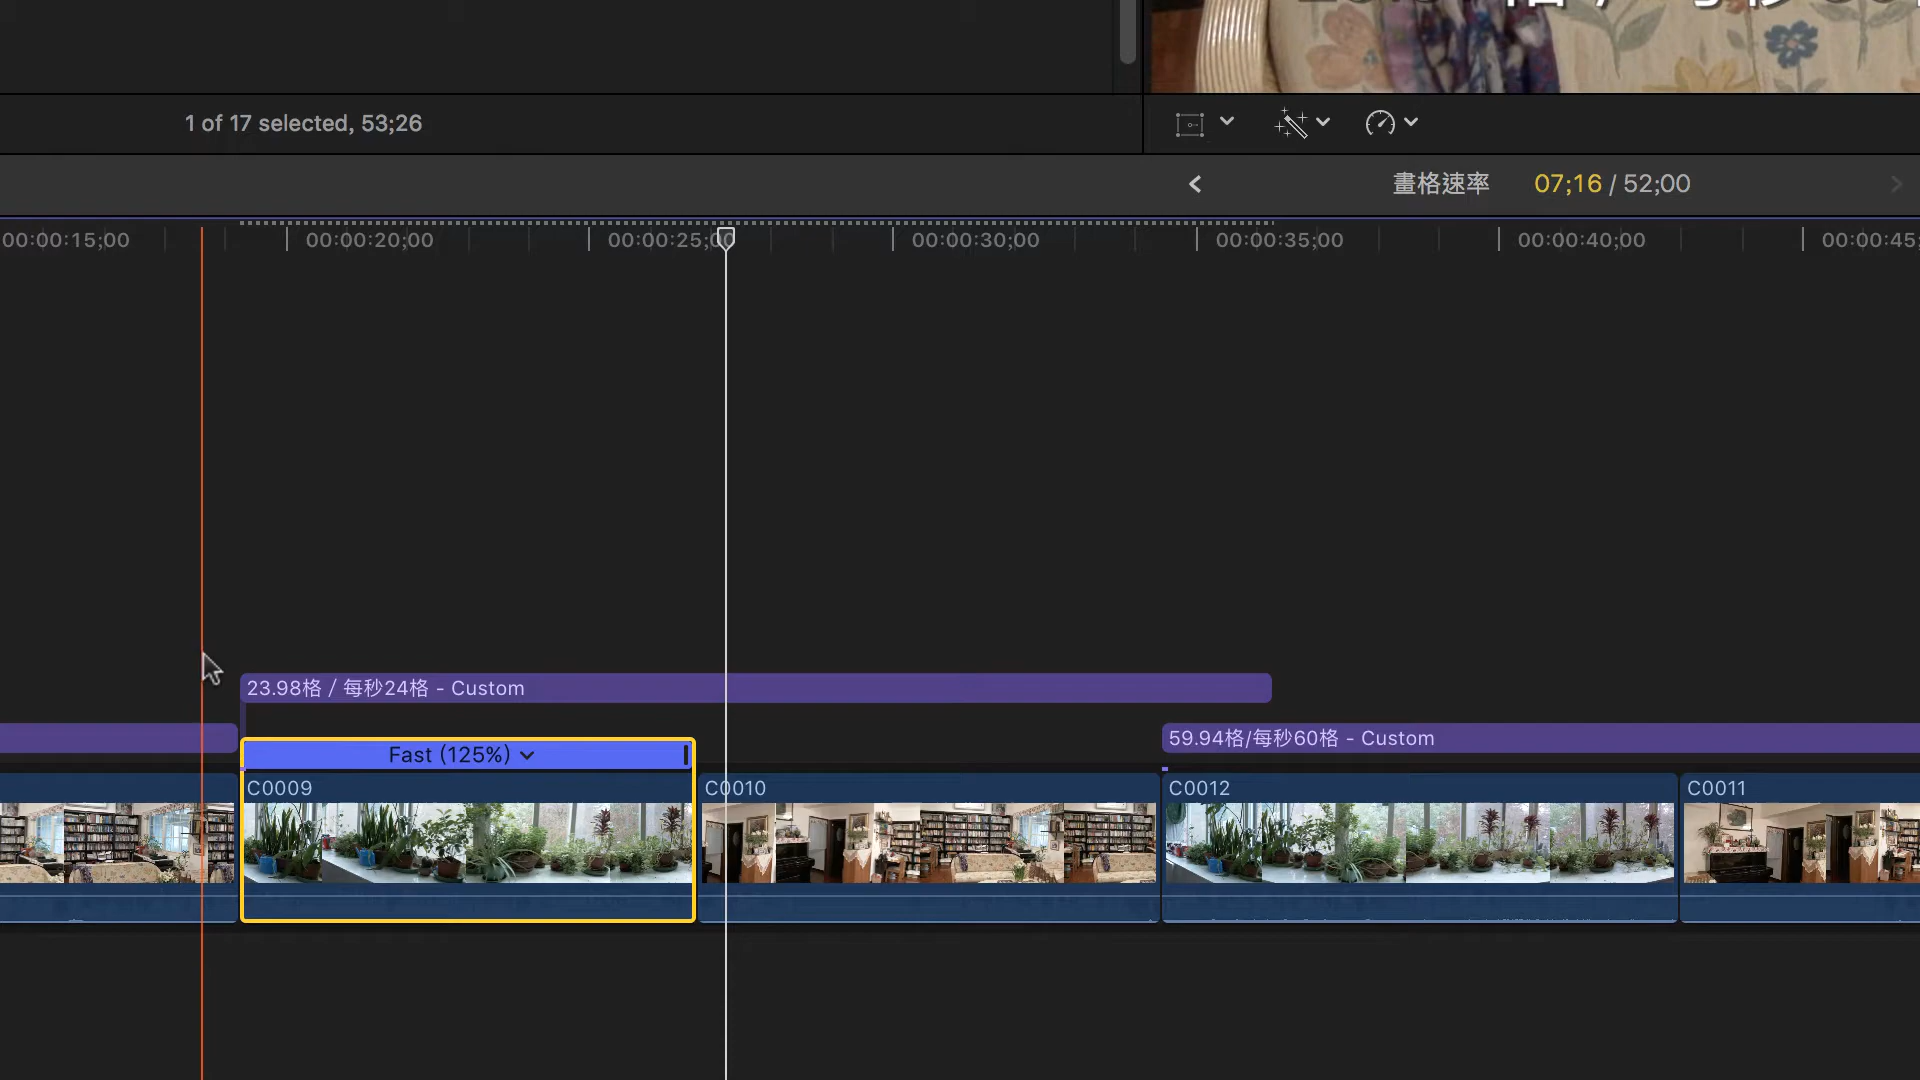 1 of 17 selected, 53;26
畫格速率 07;16 / 52;00
00:00:15;00 00:00:20;00 00:00:25;00 00:00:30;00 00:00:35;00 00:00:40;00 00:00:45;
23.98格 / 每秒24格 - Custom
59.94格/每秒60格 - Custom
Fast (125%)
C0009 C0010 C0012 C0011